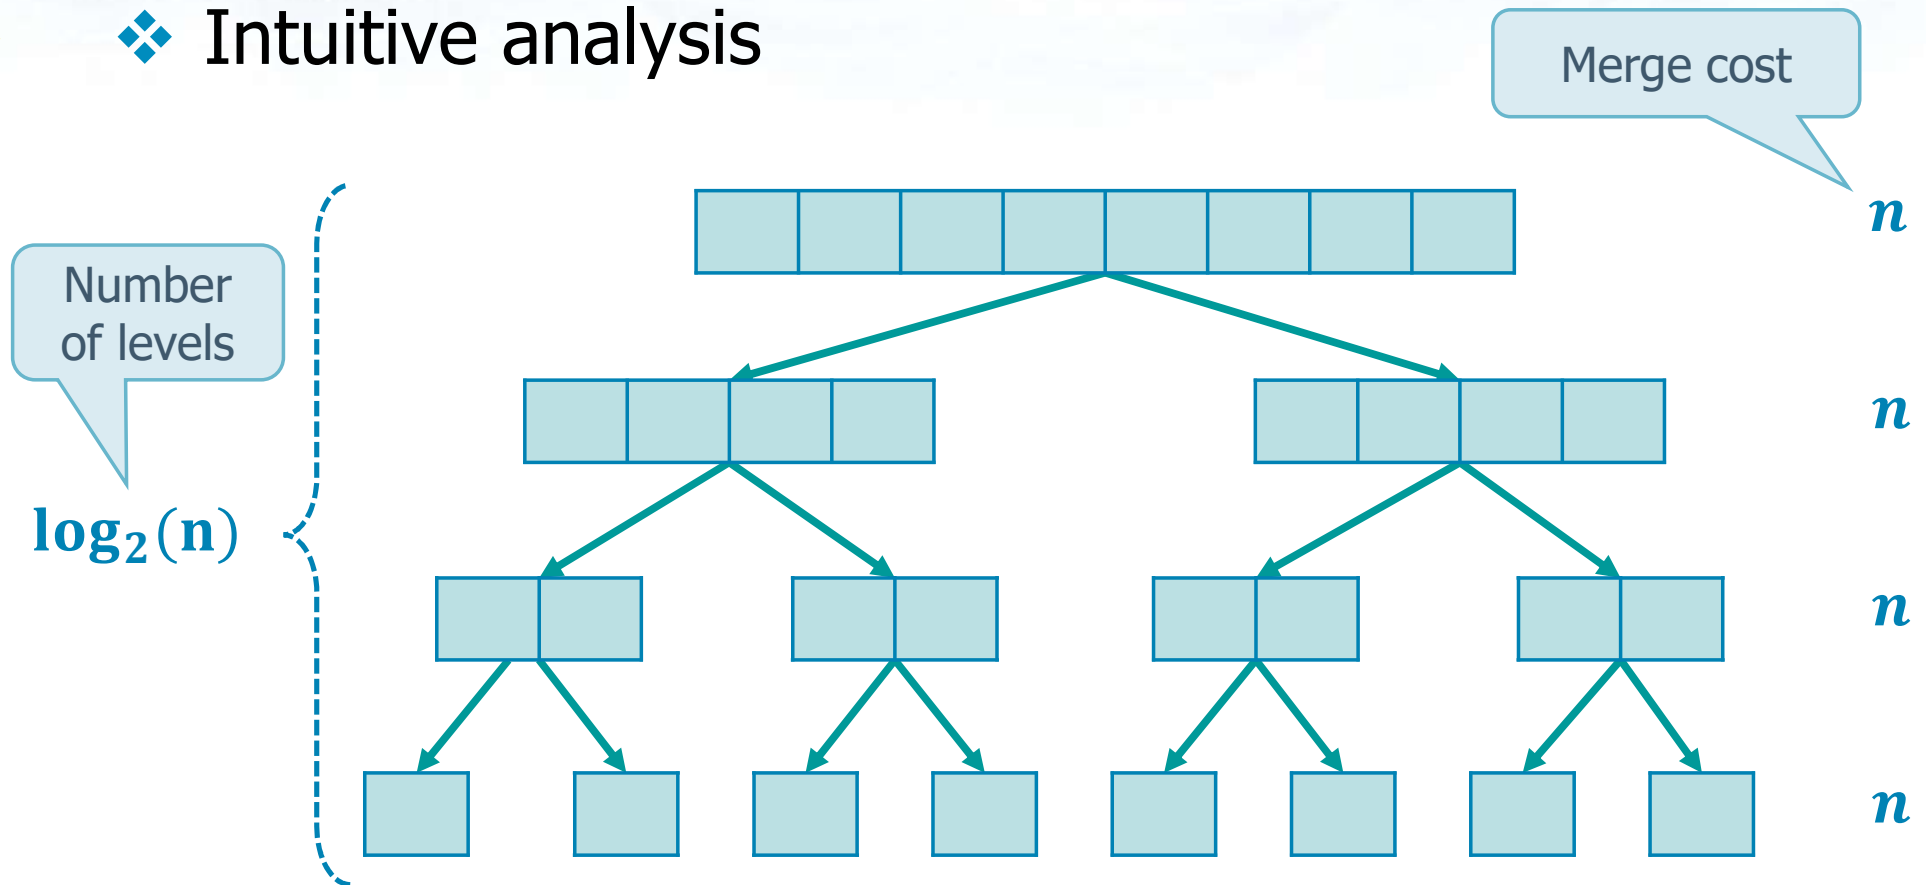 ❖ Intuitive analysis
Merge cost
n
Number
of levels
n
log₂(n)
n
n